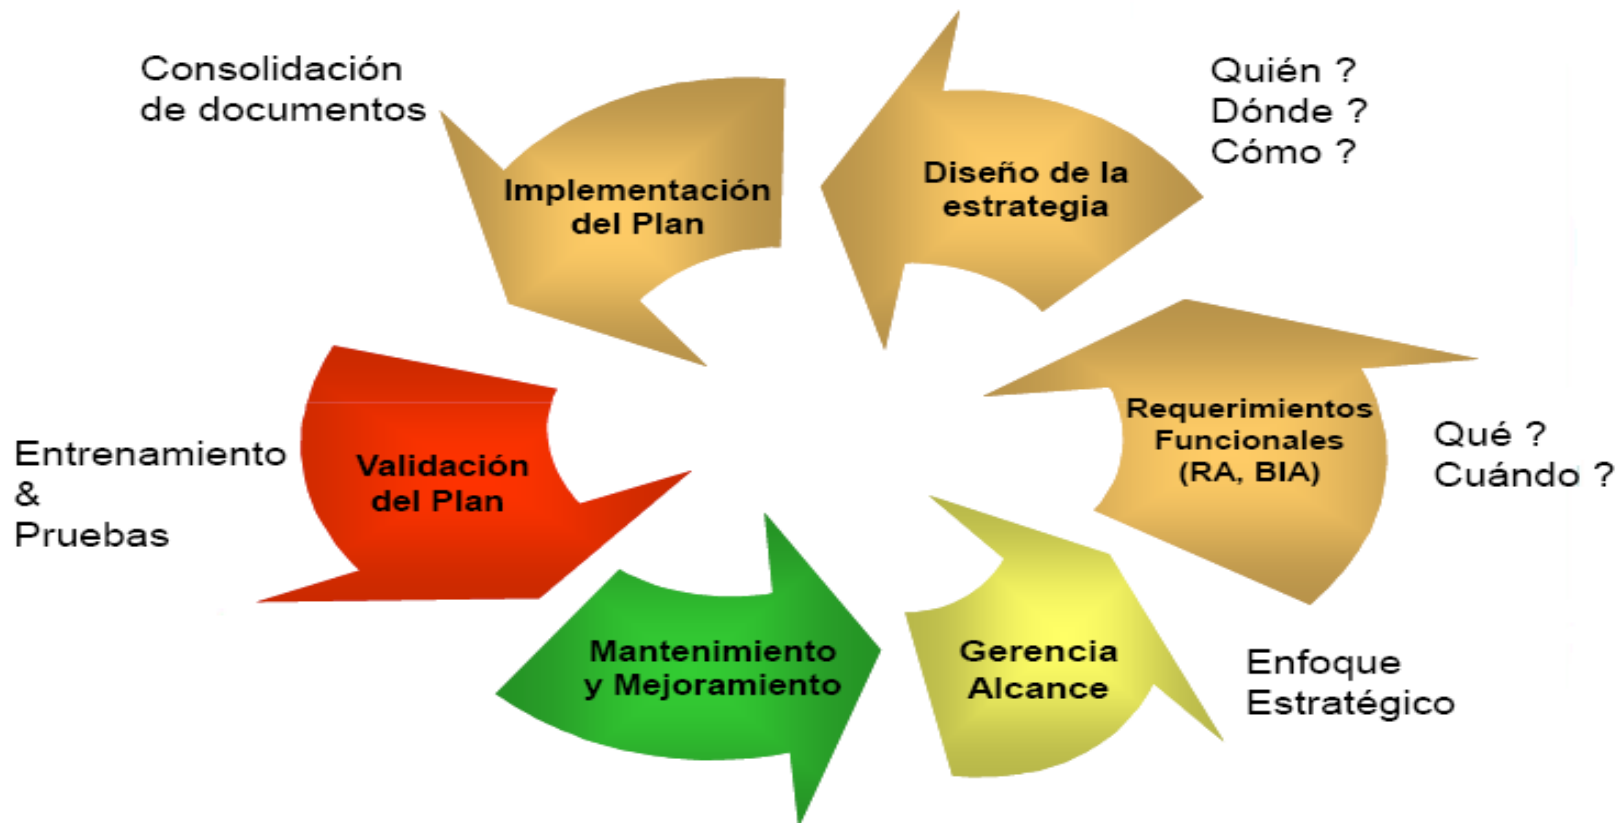 Consolidación
de documentos
Quién ?
Dónde ?
Cómo ?
Implementación
del Plan
Diseño de la
estrategia
Entrenamiento
&
Pruebas
Validación
del Plan
Requerimientos
Funcionales
(RA, BIA)
Qué ?
Cuándo ?
Mantenimiento
y Mejoramiento
Gerencia
Alcance
Enfoque
Estratégico